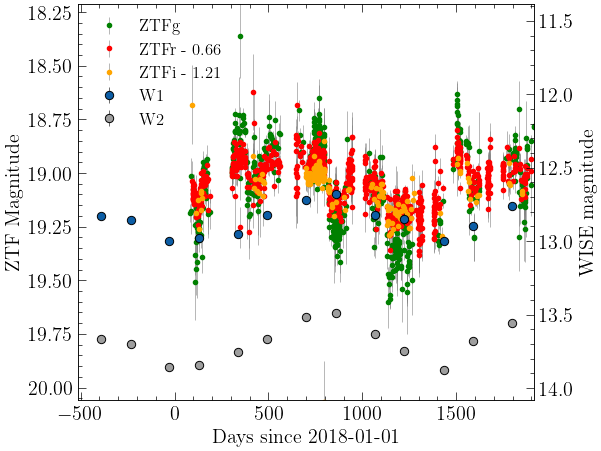 ZTFg
ZTFr - 0.66
ZTFi - 1.21
W1
W2
18.25
18.50
18.75
19.00
19.25
19.50
19.75
20.00
ZTF Magnitude
11.5
12.0
12.5
13.0
13.5
14.0
WISE magnitude
−500
0
500
1000
1500
Days since 2018-01-01